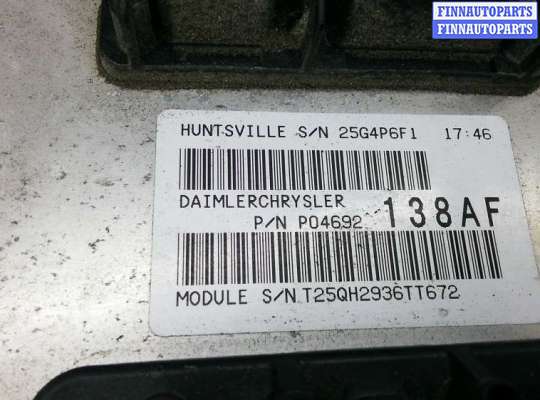 FINNAUTOPARTS
FINNAUTOPARTS
HUNTSVILLE S/N 25G4P6F1 17:46
DAIMLERCHRYSLER
P/N P04692 138AF
MODULE S/N T25QH2936TT672